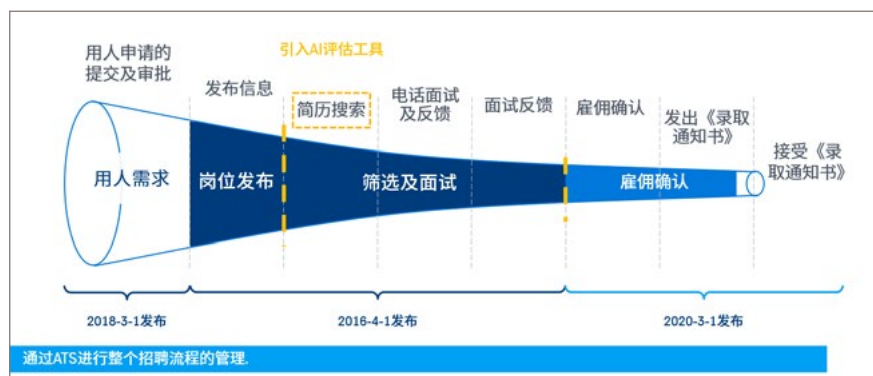 用人申请的
提交及审批
发布信息
引入AI评估工具
简历搜索
电话面试
及反馈
面试反馈
雇佣确认
发出《录取
通知书》
接受《录
取通知书》
用人需求
岗位发布
筛选及面试
雇佣确认
2018-3-1发布
2016-4-1发布
2020-3-1发布
通过ATS进行整个招聘流程的管理.